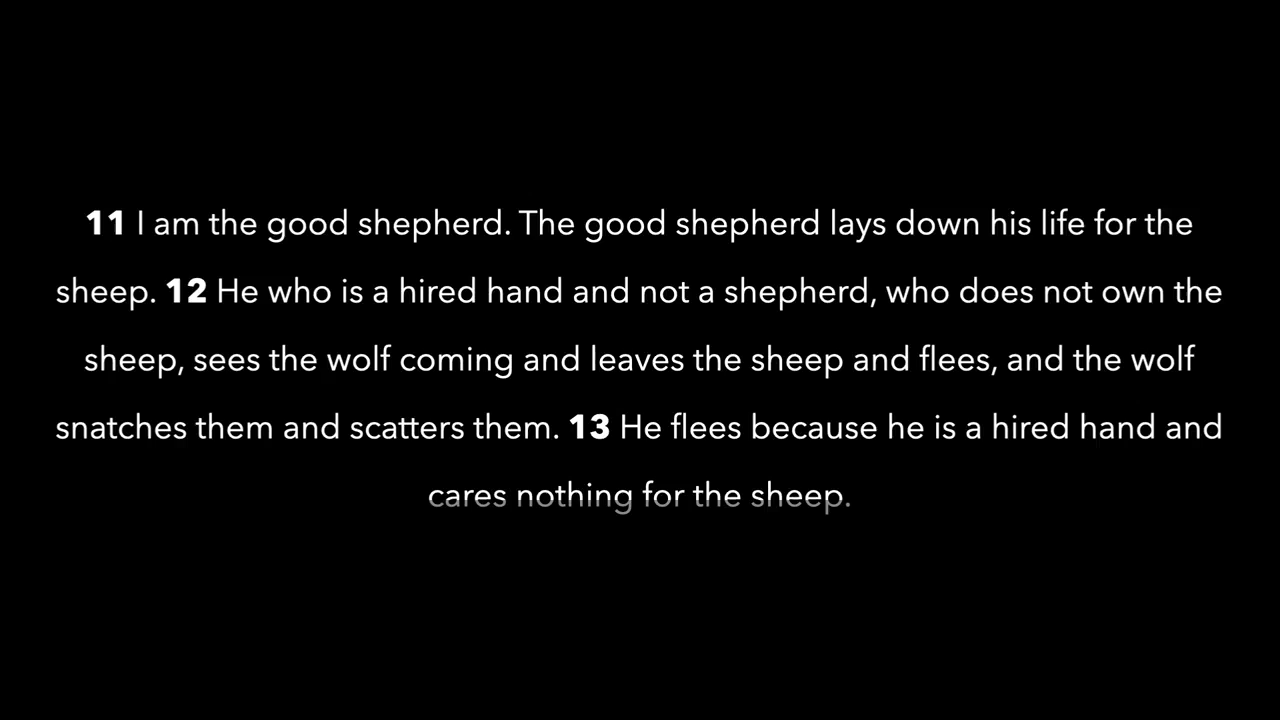 11 I am the good shepherd. The good shepherd lays down his life for the
sheep. 12 He who is a hired hand and not a shepherd, who does not own the
sheep, sees the wolf coming and leaves the sheep and flees, and the wolf
snatches them and scatters them. 13 He flees because he is a hired hand and
cares nothing for the sheep.